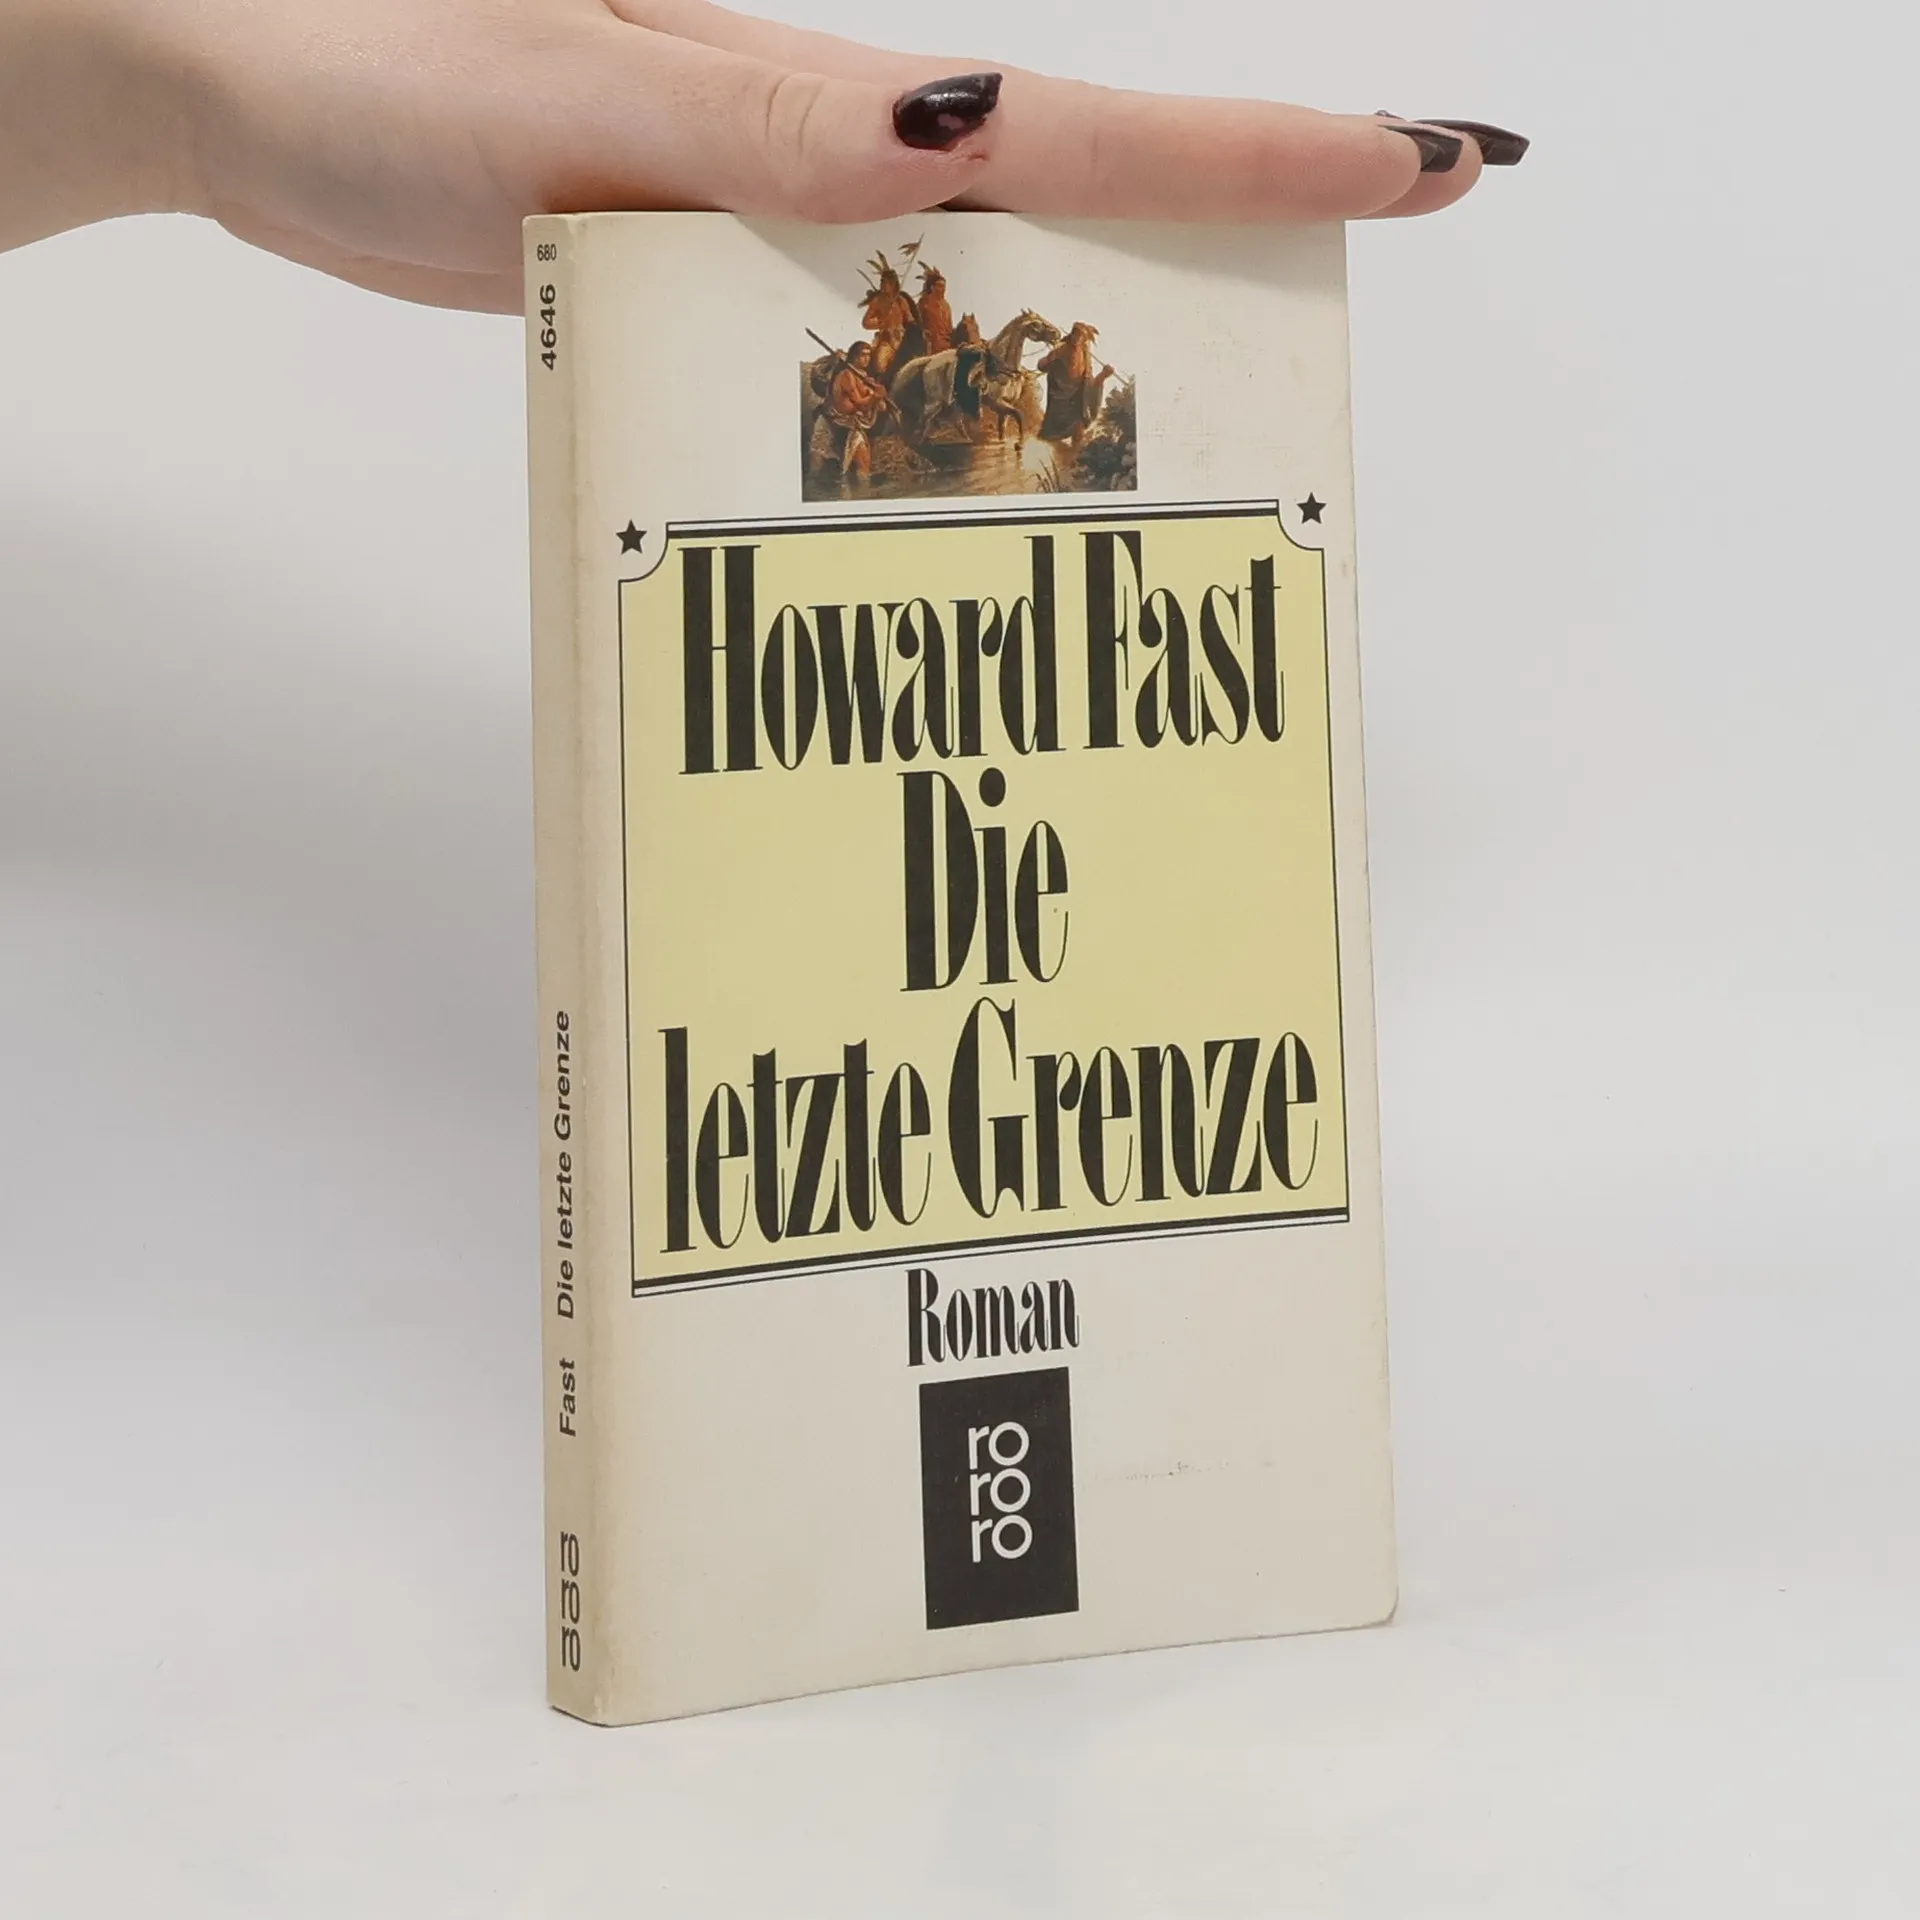 680
4646
Fast Die letzte Grenze
ro
ro
ro
Howard Fast
Die
letzte Grenze
Roman
ro
ro
ro